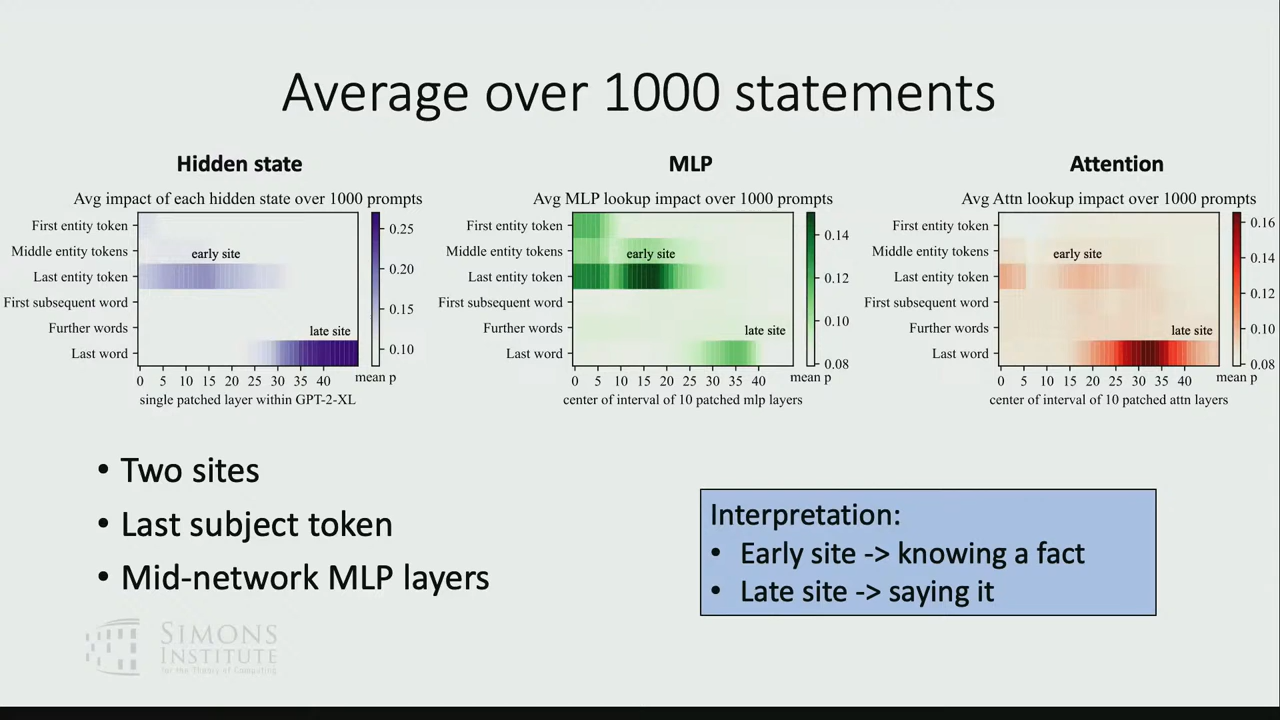 Average over 1000 statements
Hidden state
Avg impact of each hidden state over 1000 prompts
First entity token
Middle entity tokens
early site
Last entity token
First subsequent word
Further words
late site
Last word
0 5 10 15 20 25 30 35 40
single patched layer within GPT-2-XL
0.25
0.20
0.15
0.10
mean p
MLP
Avg MLP lookup impact over 1000 prompts
First entity token
Middle entity tokens
early site
Last entity token
First subsequent word
Further words
late site
Last word
0 5 10 15 20 25 30 35 40
center of interval of 10 patched mlp layers
0.14
0.12
0.10
0.08
mean p
Attention
Avg Attn lookup impact over 1000 prompts
First entity token
Middle entity tokens
early site
Last entity token
First subsequent word
Further words
late site
Last word
0 5 10 15 20 25 30 35 40
center of interval of 10 patched attn layers
0.16
0.14
0.12
0.10
0.08
mean p
• Two sites
• Last subject token
• Mid-network MLP layers
Interpretation:
• Early site -> knowing a fact
• Late site -> saying it
SIMONS
INSTITUTE
for the Theory of Computing